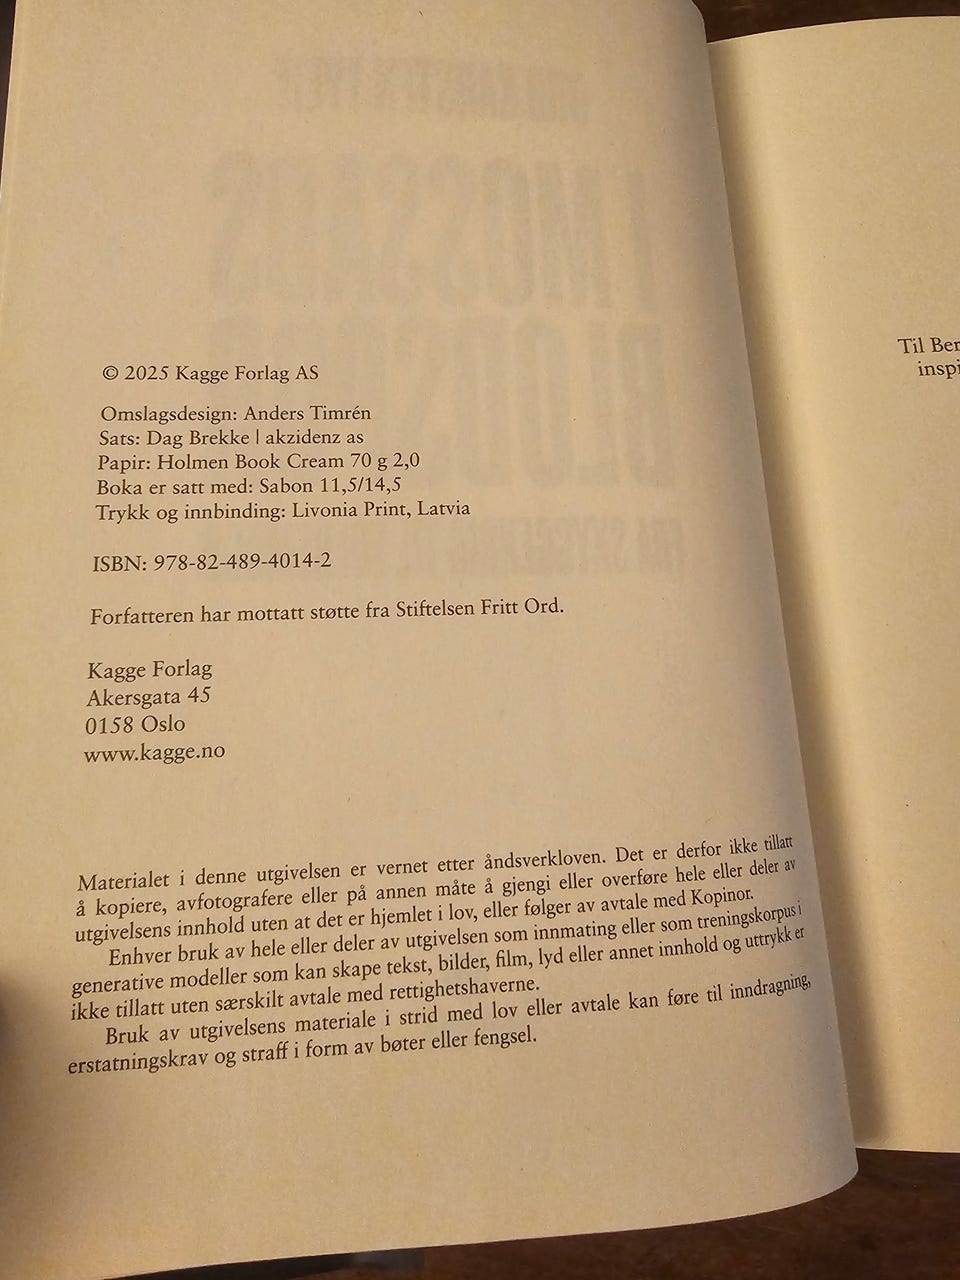 © 2025 Kagge Forlag AS
Omslagsdesign: Anders Timrén
Sats: Dag Brekke | akzidenz as
Papir: Holmen Book Cream 70 g 2,0
Boka er satt med: Sabon 11,5/14,5
Trykk og innbinding: Livonia Print, Latvia
ISBN: 978-82-489-4014-2
Forfatteren har mottatt støtte fra Stiftelsen Fritt Ord.
Kagge Forlag
Akersgata 45
0158 Oslo
www.kagge.no
Materialet i denne utgivelsen er vernet etter åndsverkloven. Det er derfor ikke tillatt
å kopiere, avfotografere eller på annen måte å gjengi eller overføre hele eller deler av
utgivelsens innhold uten at det er hjemlet i lov, eller følger av avtale med Kopinor.
Enhver bruk av hele eller deler av utgivelsen som innmating eller som treningskorpus i
generative modeller som kan skape tekst, bilder, film, lyd eller annet innhold og uttrykk er
ikke tillatt uten særskilt avtale med rettighetshaverne.
Bruk av utgivelsens materiale i strid med lov eller avtale kan føre til inndragning,
erstatningskrav og straff i form av bøter eller fengsel.
Til Ber
inspi